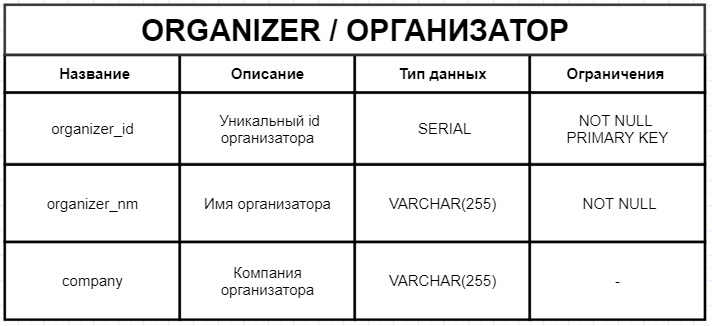 ORGANIZER / ОРГАНИЗАТОР
Название Описание Тип данных Ограничения
organizer_id Уникальный id организатора SERIAL NOT NULL PRIMARY KEY
organizer_nm Имя организатора VARCHAR(255) NOT NULL
company Компания организатора VARCHAR(255) -